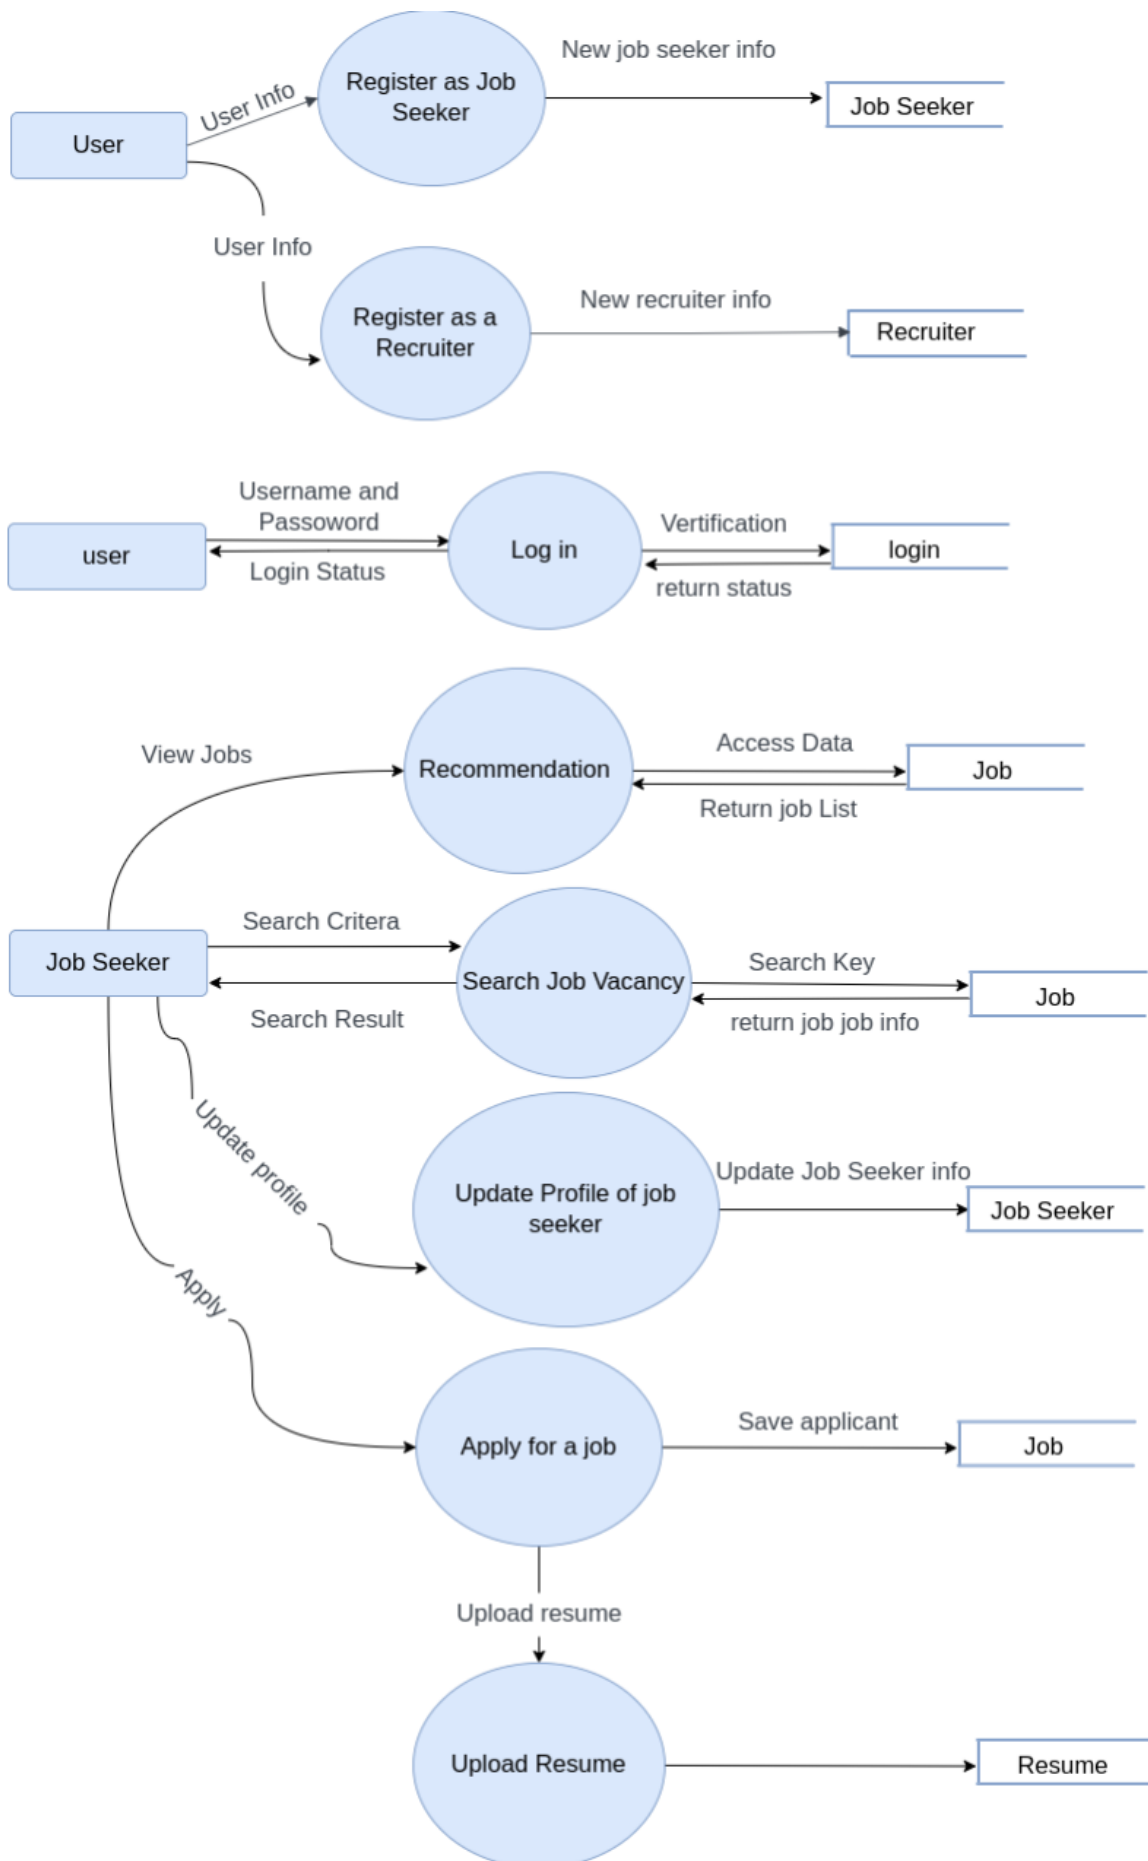 New job seeker info
Register as Job
Seeker
User Info
Job Seeker
User
User Info
New recruiter info
Register as a
Recruiter
Recruiter
Username and
Passoword
Vertification
user
Log in
login
Login Status
return status
View Jobs
Access Data
Recommendation
Job
Return job List
Search Critera
Job Seeker
Search Job Vacancy
Search Key
Job
Search Result
return job job info
Update profile
Update Job Seeker info
Update Profile of job
seeker
Job Seeker
Apply
Save applicant
Apply for a job
Job
Upload resume
Upload Resume
Resume